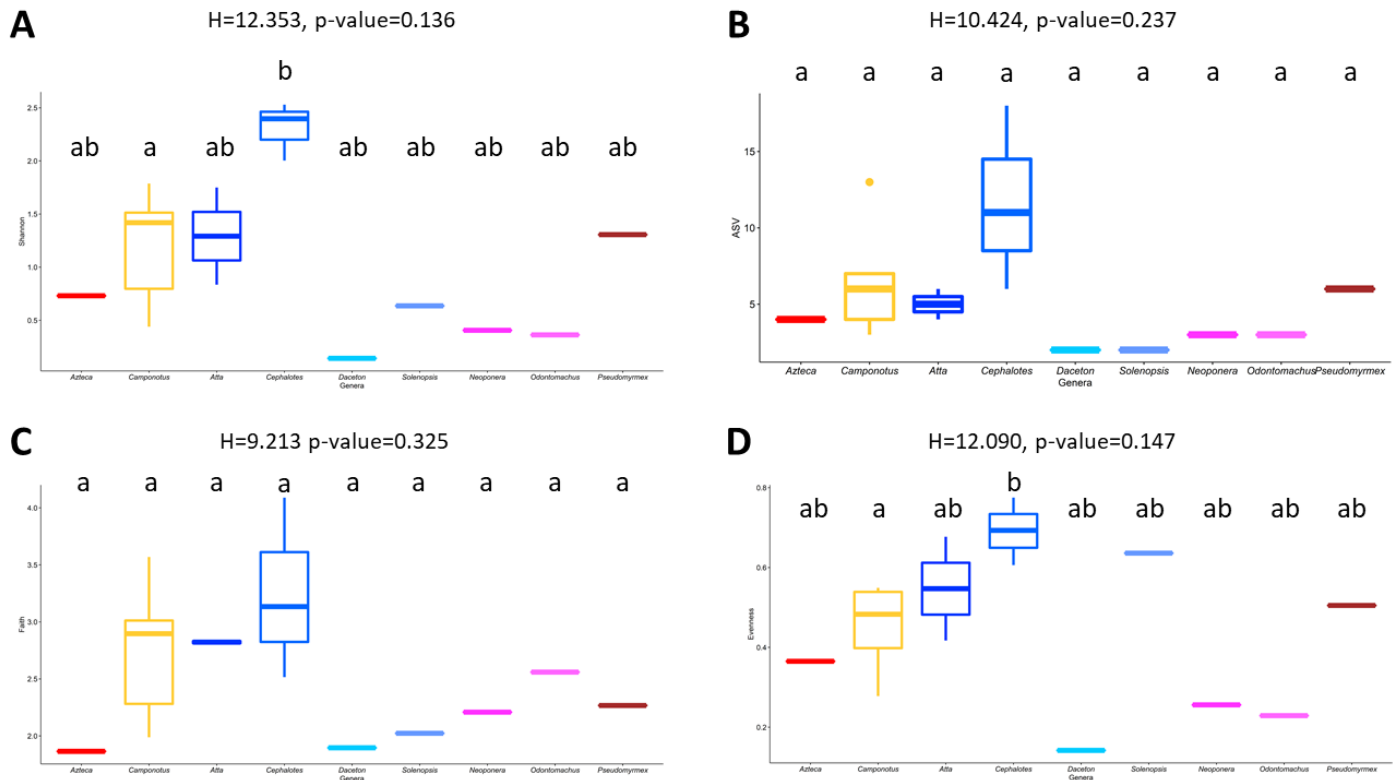 A
H=12.353, p-value=0.136
b
ab a ab ab ab ab ab ab
Shannon
2.5
2.0
1.5
1.0
0.5
Azteca Camponotus Atta Cephalotes Daceton Solenopsis Neoponera Odontomachus Pseudomyrmex
Genera
B
H=10.424, p-value=0.237
a a a a a a a a a
ASV
15
10
5
Azteca Camponotus Atta Cephalotes Daceton Solenopsis Neoponera Odontomachus Pseudomyrmex
Genera
C
H=9.213 p-value=0.325
a a a a a a a a a
Faith
4.0
3.5
3.0
2.5
2.0
Azteca Camponotus Atta Cephalotes Daceton Solenopsis Neoponera Odontomachus Pseudomyrmex
Genera
D
H=12.090, p-value=0.147
b
ab a ab ab ab ab ab ab
Evenness
0.8
0.6
0.4
0.2
Azteca Camponotus Atta Cephalotes Daceton Solenopsis Neoponera Odontomachus Pseudomyrmex
Genera